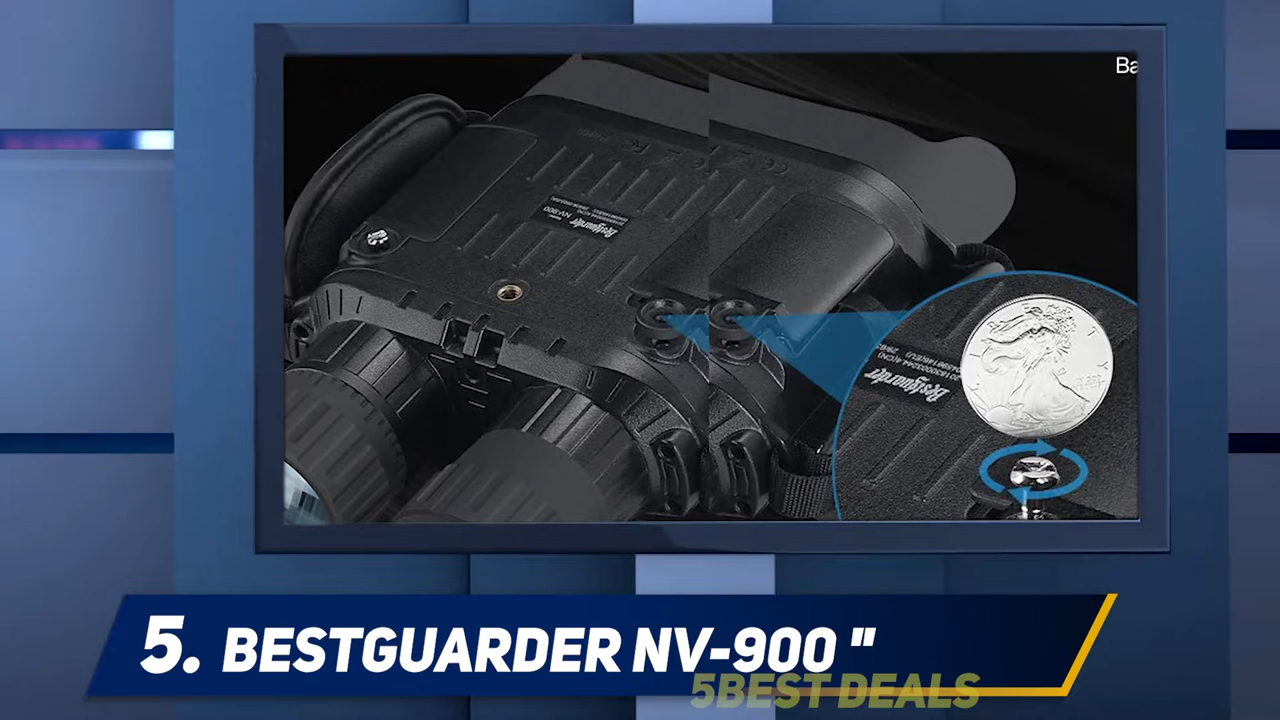 Ba
NV-900
Bestguarder
Bestguarder
5. BESTGUARDER NV-900 "
5BEST DEALS